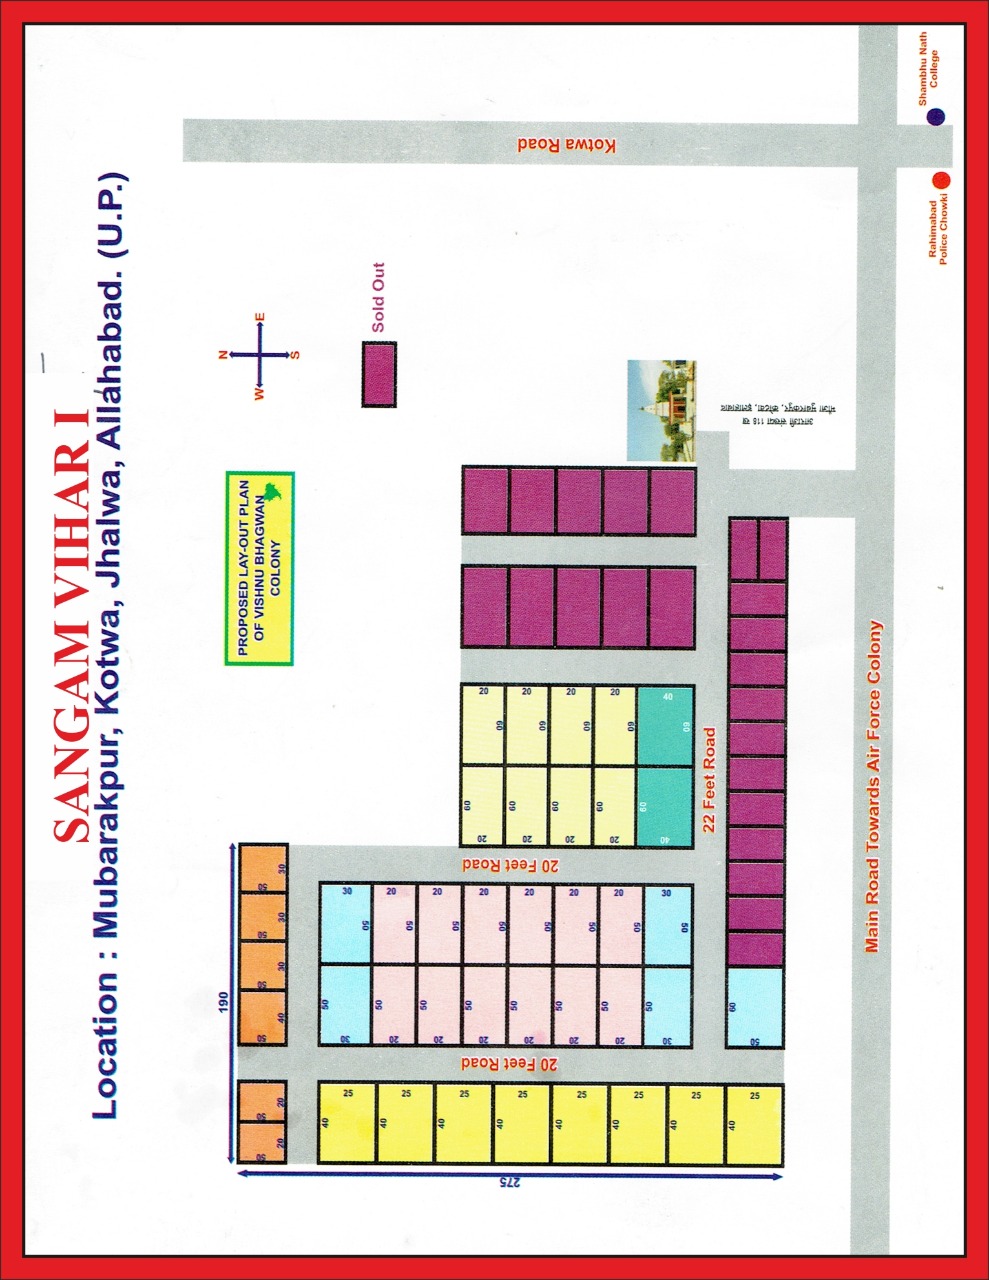 SANGAM VIHAR I
Location : Mubarakpur, Kotwa, Jhalwa, Allahabad. (U.P.)
PROPOSED LAY-OUT PLAN
OF VISHNU BHAGWAN
COLONY
N
E
S
W
Sold Out
Kotwa Road
Shambhu Nath
College
Rahimabad
Police Chowki
आराजी संख्या 118 ख
मौजा मुबारकपुर, कोटवा, इलाहाबाद
Main Road Towards Air Force Colony
22 Feet Road
20 Feet Road
20 Feet Road
190
275
50 30
50 30
50 30
50 40
50 20
50 20
20 20 20 20 40
60 60 60 60 60
60 60 60 60 60
20 20 20 20 40
30 20 20 20 20 20 20 30
50 50 50 50 50 50 50 50
50 50 50 50 50 50 50 50
30 20 20 20 20 20 20 30
60
50
25 25 25 25 25 25 25 25
40 40 40 40 40 40 40 40